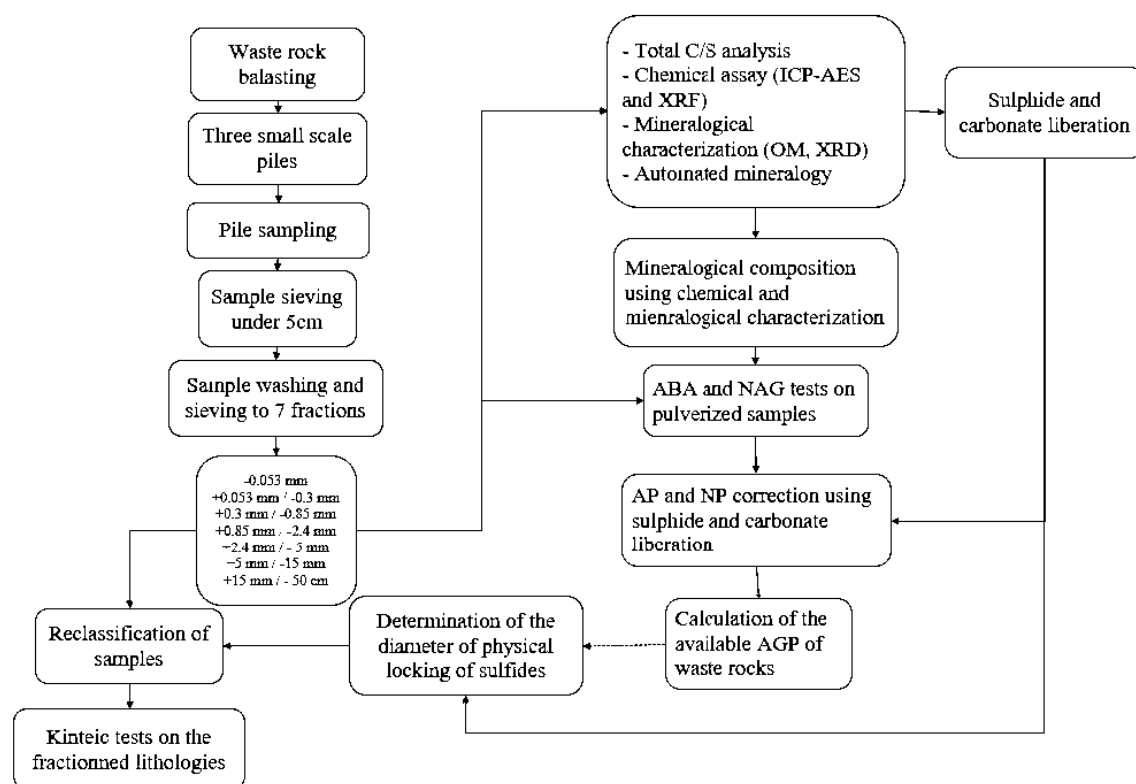 Waste rock
balasting
Three small scale
piles
Pile sampling
Sample sieving
under 5cm
Sample washing and
sieving to 7 fractions
-0.053 mm
+0.053 mm / -0.3 mm
+0.3 mm / -0.85 mm
+0.85 mm / -2.4 mm
+2.4 mm / - 5 mm
+5 mm / -15 mm
+15 mm / - 50 cm
Reclassification of
samples
Kinteic tests on the
fractionned lithologies
- Total C/S analysis
- Chemical assay (ICP-AES
and XRF)
- Mineralogical
characterization (OM, XRD)
- Automated mineralogy
Sulphide and
carbonate liberation
Mineralogical composition
using chemical and
mienralogical characterization
ABA and NAG tests on
pulverized samples
AP and NP correction using
sulphide and carbonate
liberation
Calculation of the
available AGP of
waste rocks
Determination of the
diameter of physical
locking of sulfides